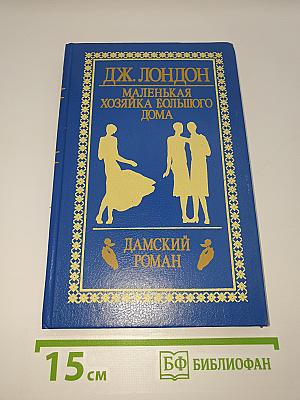 ДЖ. ЛОНДОН
МАЛЕНЬКАЯ
ХОЗЯЙКА БОЛЬШОГО
ДОМА
ДАМСКИЙ
РОМАН
15 см
БФ БИБЛИОФАН